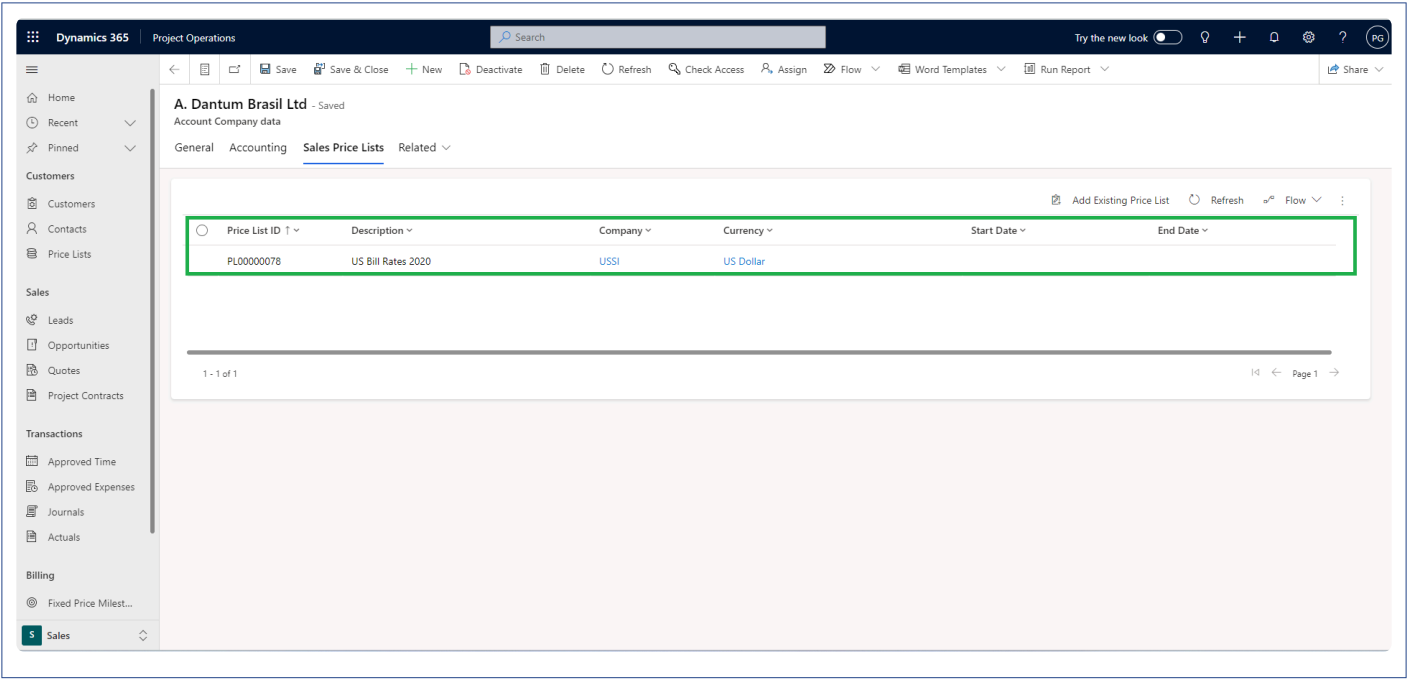 Dynamics 365 Project Operations Search Try the new look PG
Save Save & Close New Deactivate Delete Refresh Check Access Assign Flow Word Templates Run Report Share
Home
Recent
Pinned
Customers
Customers
Contacts
Price Lists
Sales
Leads
Opportunities
Quotes
Project Contracts
Transactions
Approved Time
Approved Expenses
Journals
Actuals
Billing
Fixed Price Milest...
S Sales
A. Dantum Brasil Ltd - Saved
Account Company data
General Accounting Sales Price Lists Related
Add Existing Price List Refresh Flow
Price List ID Description Company Currency Start Date End Date
PL00000078 US Bill Rates 2020 USSI US Dollar
1 - 1 of 1 Page 1